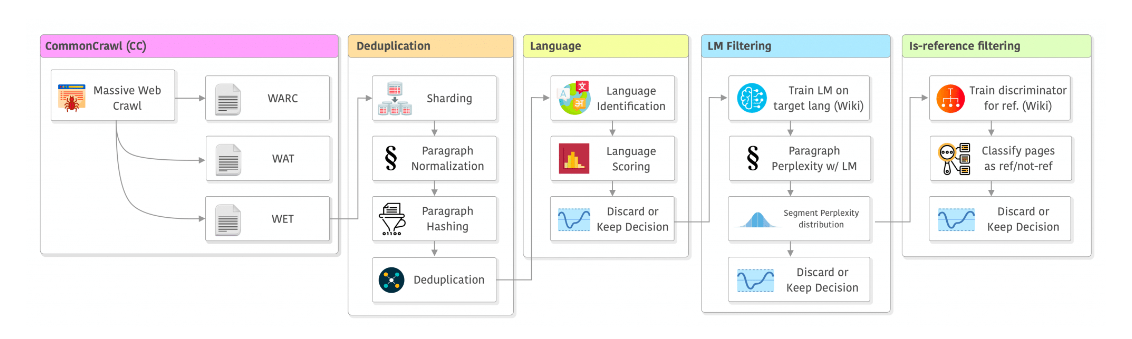 CommonCrawl (CC)
Massive Web
Crawl
WARC
WAT
WET
Deduplication
Sharding
§
Paragraph
Normalization
Paragraph
Hashing
Deduplication
Language
Language
Identification
Language
Scoring
Discard or
Keep Decision
LM Filtering
Train LM on
target lang (Wiki)
§
Paragraph
Perplexity w/ LM
Segment Perplexity
distribution
Discard or
Keep Decision
Is-reference filtering
Train discriminator
for ref. (Wiki)
Classify pages
as ref/not-ref
Discard or
Keep Decision